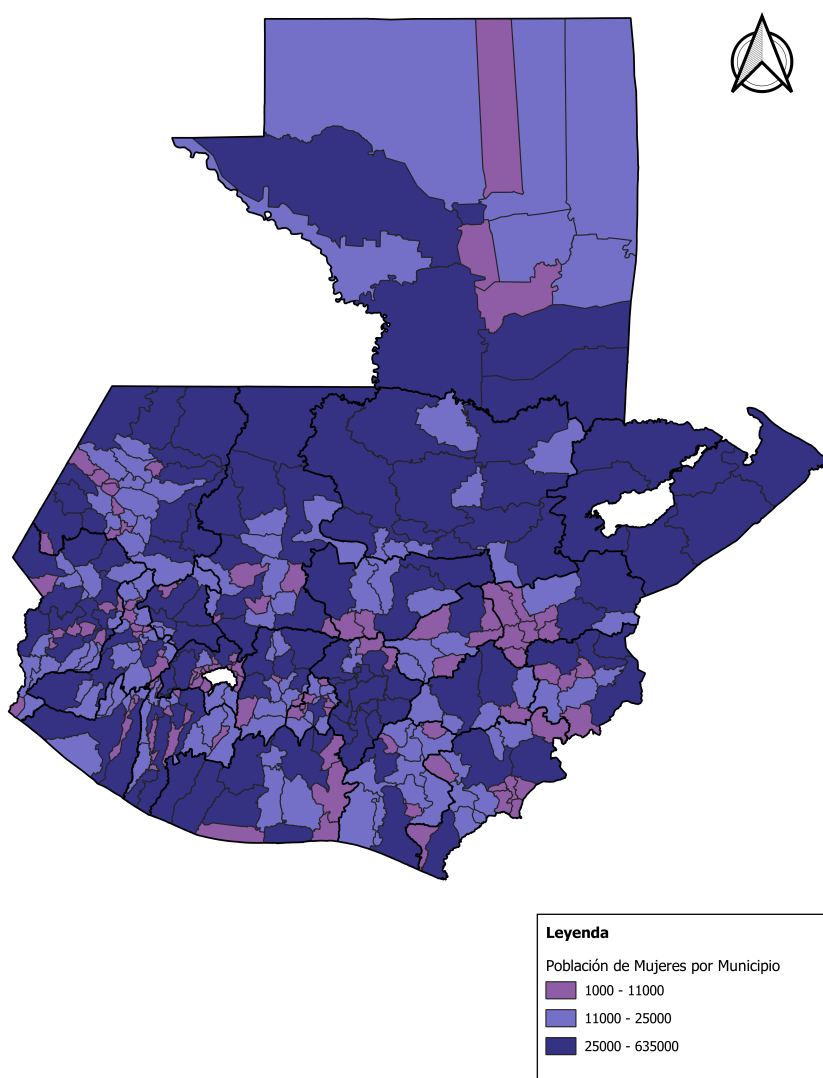 Leyenda
Población de Mujeres por Municipio
1000 - 11000
11000 - 25000
25000 - 635000